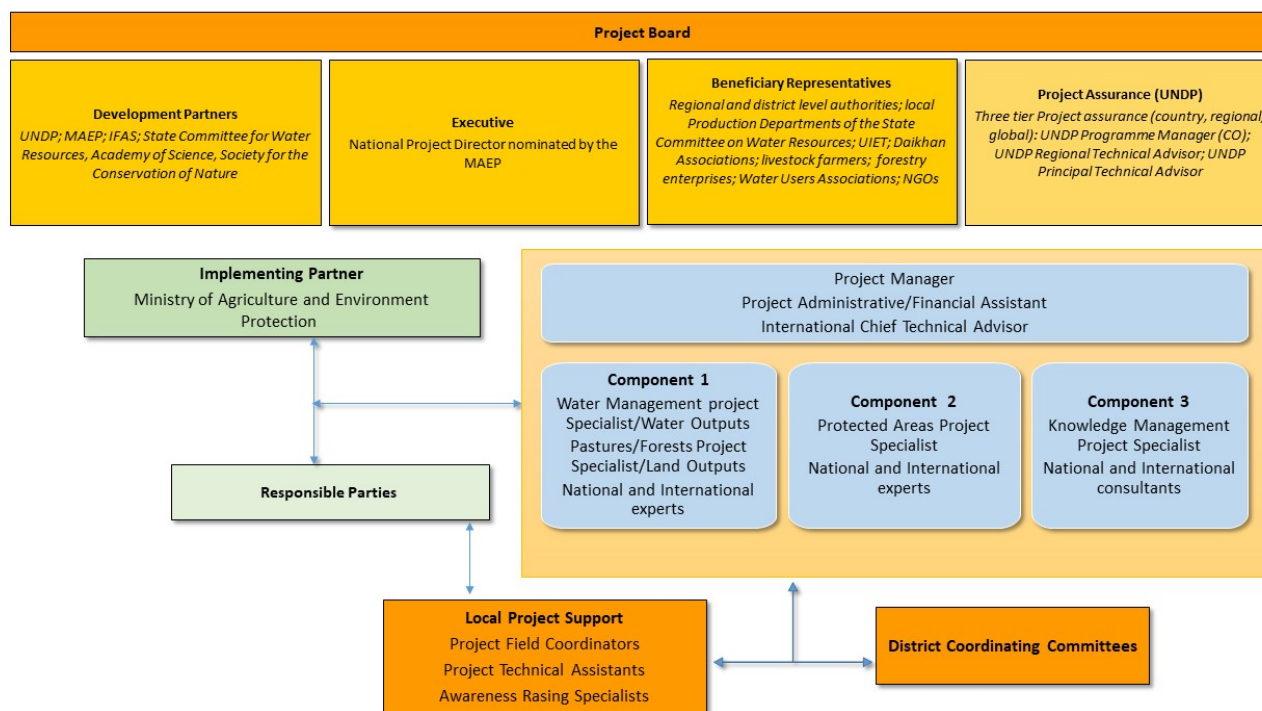 Project Board
Development Partners
UNDP; MAEP; IFAS; State Committee for Water
Resources, Academy of Science, Society for the
Conservation of Nature
Executive
National Project Director nominated by the
MAEP
Beneficiary Representatives
Regional and district level authorities; local
Production Departments of the State
Committee on Water Resources; UIET; Daikhan
Associations; livestock farmers; forestry
enterprises; Water Users Associations; NGOs
Project Assurance (UNDP)
Three tier Project assurance (country, regional,
global): UNDP Programme Manager (CO);
UNDP Regional Technical Advisor; UNDP
Principal Technical Advisor
Implementing Partner
Ministry of Agriculture and Environment
Protection
Project Manager
Project Administrative/Financial Assistant
International Chief Technical Advisor
Component 1
Water Management project
Specialist/Water Outputs
Pastures/Forests Project
Specialist/Land Outputs
National and International
experts
Component 2
Protected Areas Project
Specialist
National and International
experts
Component 3
Knowledge Management
Project Specialist
National and International
consultants
Responsible Parties
Local Project Support
Project Field Coordinators
Project Technical Assistants
Awareness Rasing Specialists
District Coordinating Committees